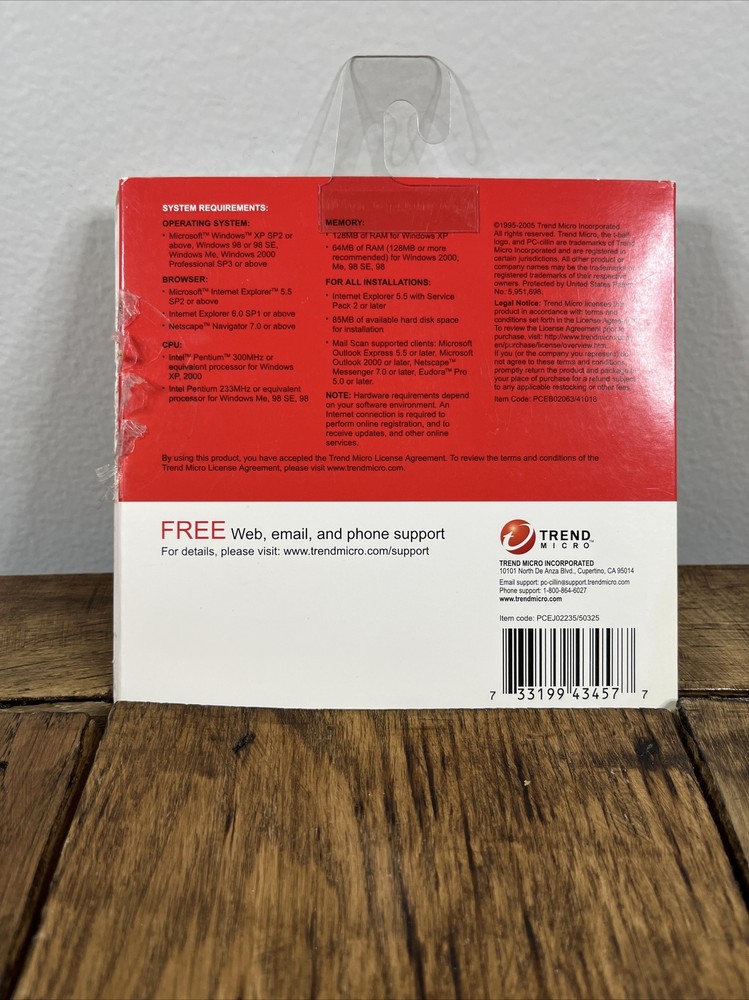 SYSTEM REQUIREMENTS:
OPERATING SYSTEM:
• Microsoft™ Windows™ XP SP2 or
above, Windows 98 or 98 SE,
Windows Me, Windows 2000
Professional SP3 or above
BROWSER:
• Microsoft™ Internet Explorer™ 5.5
SP2 or above
• Internet Explorer 6.0 SP1 or above
• Netscape™ Navigator 7.0 or above
CPU:
• Intel™ Pentium™ 300MHz or
equivalent processor for Windows
XP, 2000
• Intel Pentium 233MHz or equivalent
processor for Windows Me, 98 SE, 98
MEMORY:
• 128MB of RAM for Windows XP
• 64MB of RAM (128MB or more
recommended) for Windows 2000,
Me, 98 SE, 98
FOR ALL INSTALLATIONS:
• Internet Explorer 5.5 with Service
Pack 2 or later
• 85MB of available hard disk space
for installation
• Mail Scan supported clients: Microsoft
Outlook Express 5.5 or later, Microsoft
Outlook 2000 or later, Netscape™
Messenger 7.0 or later, Eudora™ Pro
5.0 or later.
NOTE: Hardware requirements depend
on your software environment. An
Internet connection is required to
perform online registration, and to
receive updates, and other online
services.
©1995-2005 Trend Micro Incorporated.
All rights reserved. Trend Micro, the t-ball
logo, and PC-cillin are trademarks of Trend
Micro Incorporated and are registered in
certain jurisdictions. All other product or
company names may be the trademarks or
registered trademarks of their respective
owners. Protected by United States Patent
No. 5,951,698.
Legal Notice: Trend Micro licenses this
product in accordance with terms and
conditions set forth in the License Agreement.
To review the License Agreement prior to
purchase, visit: http://www.trendmicro.com/
en/purchase/license/overview.htm.
If you (or the company you represent) do
not agree to these terms and conditions,
promptly return the product and package to
your place of purchase for a refund subject
to any applicable restocking or other fees.
Item Code: PCEB02063/41018
By using this product, you have accepted the Trend Micro License Agreement. To review the terms and conditions of the
Trend Micro License Agreement, please visit www.trendmicro.com.
FREE Web, email, and phone support
For details, please visit: www.trendmicro.com/support
TREND
MICRO™
TREND MICRO INCORPORATED
10101 North De Anza Blvd., Cupertino, CA 95014
Email support: pc-cillin@support.trendmicro.com
Phone support: 1-800-864-6027
www.trendmicro.com
Item code: PCEJ02235/50325
7 33199 43457 7